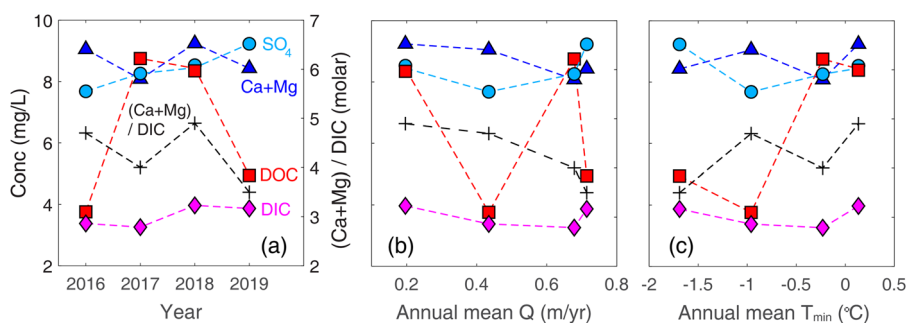 10
8
6
4
2
Conc (mg/L)
SO₄
Ca+Mg
(Ca+Mg)
/ DIC
DOC
DIC
(a)
2016 2017 2018 2019
Year
7
6
5
4
3
2
(Ca+Mg) / DIC (molar)
(b)
0.2 0.4 0.6 0.8
Annual mean Q (m/yr)
(c)
-2 -1.5 -1 -0.5 0 0.5
Annual mean Tₘᵢₙ (°C)